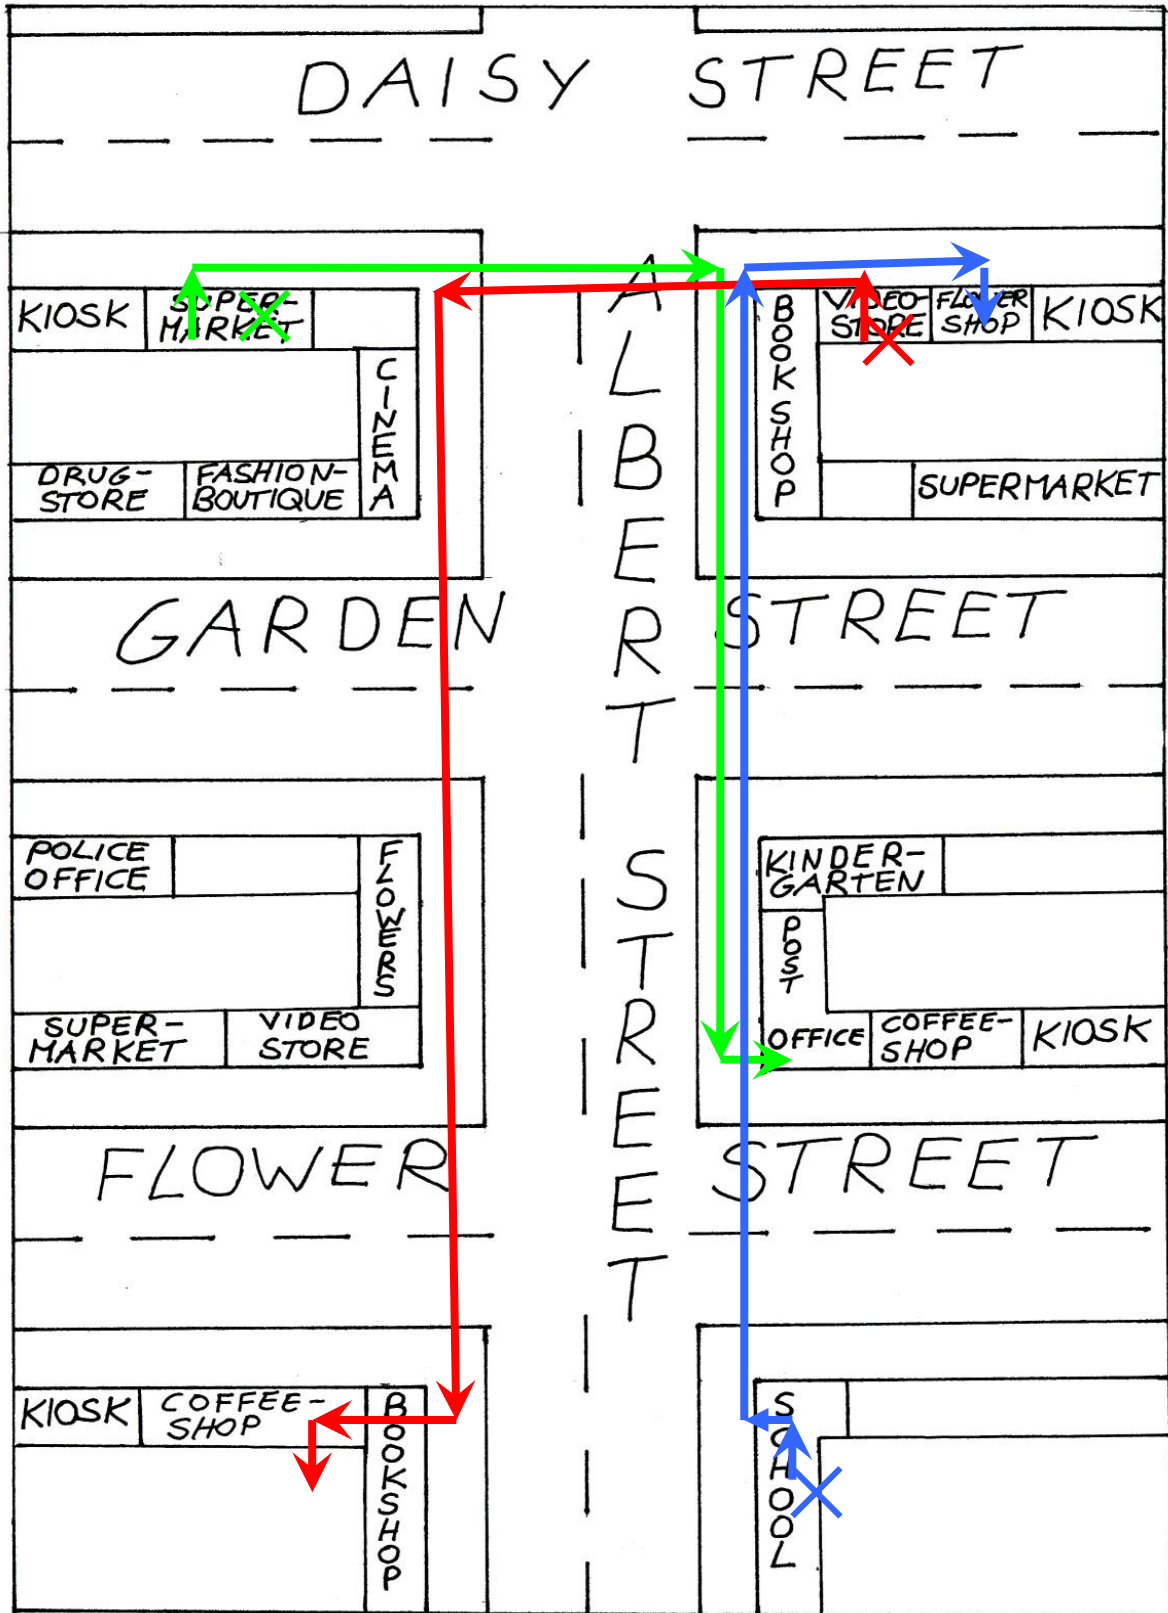 DAISY STREET
KIOSK
SUPER-
MARKET
CINEMA
DRUG-
STORE
FASHION-
BOUTIQUE
ALBERT STREET
BOOKSHOP
VIDEO-
STORE
FLOWER
SHOP
KIOSK
SUPERMARKET
GARDEN STREET
POLICE
OFFICE
FLOWERS
SUPER-
MARKET
VIDEO
STORE
KINDER-
GARTEN
POST
OFFICE
COFFEE-
SHOP
KIOSK
FLOWER STREET
KIOSK
COFFEE-
SHOP
BOOKSHOP
SCHOOL